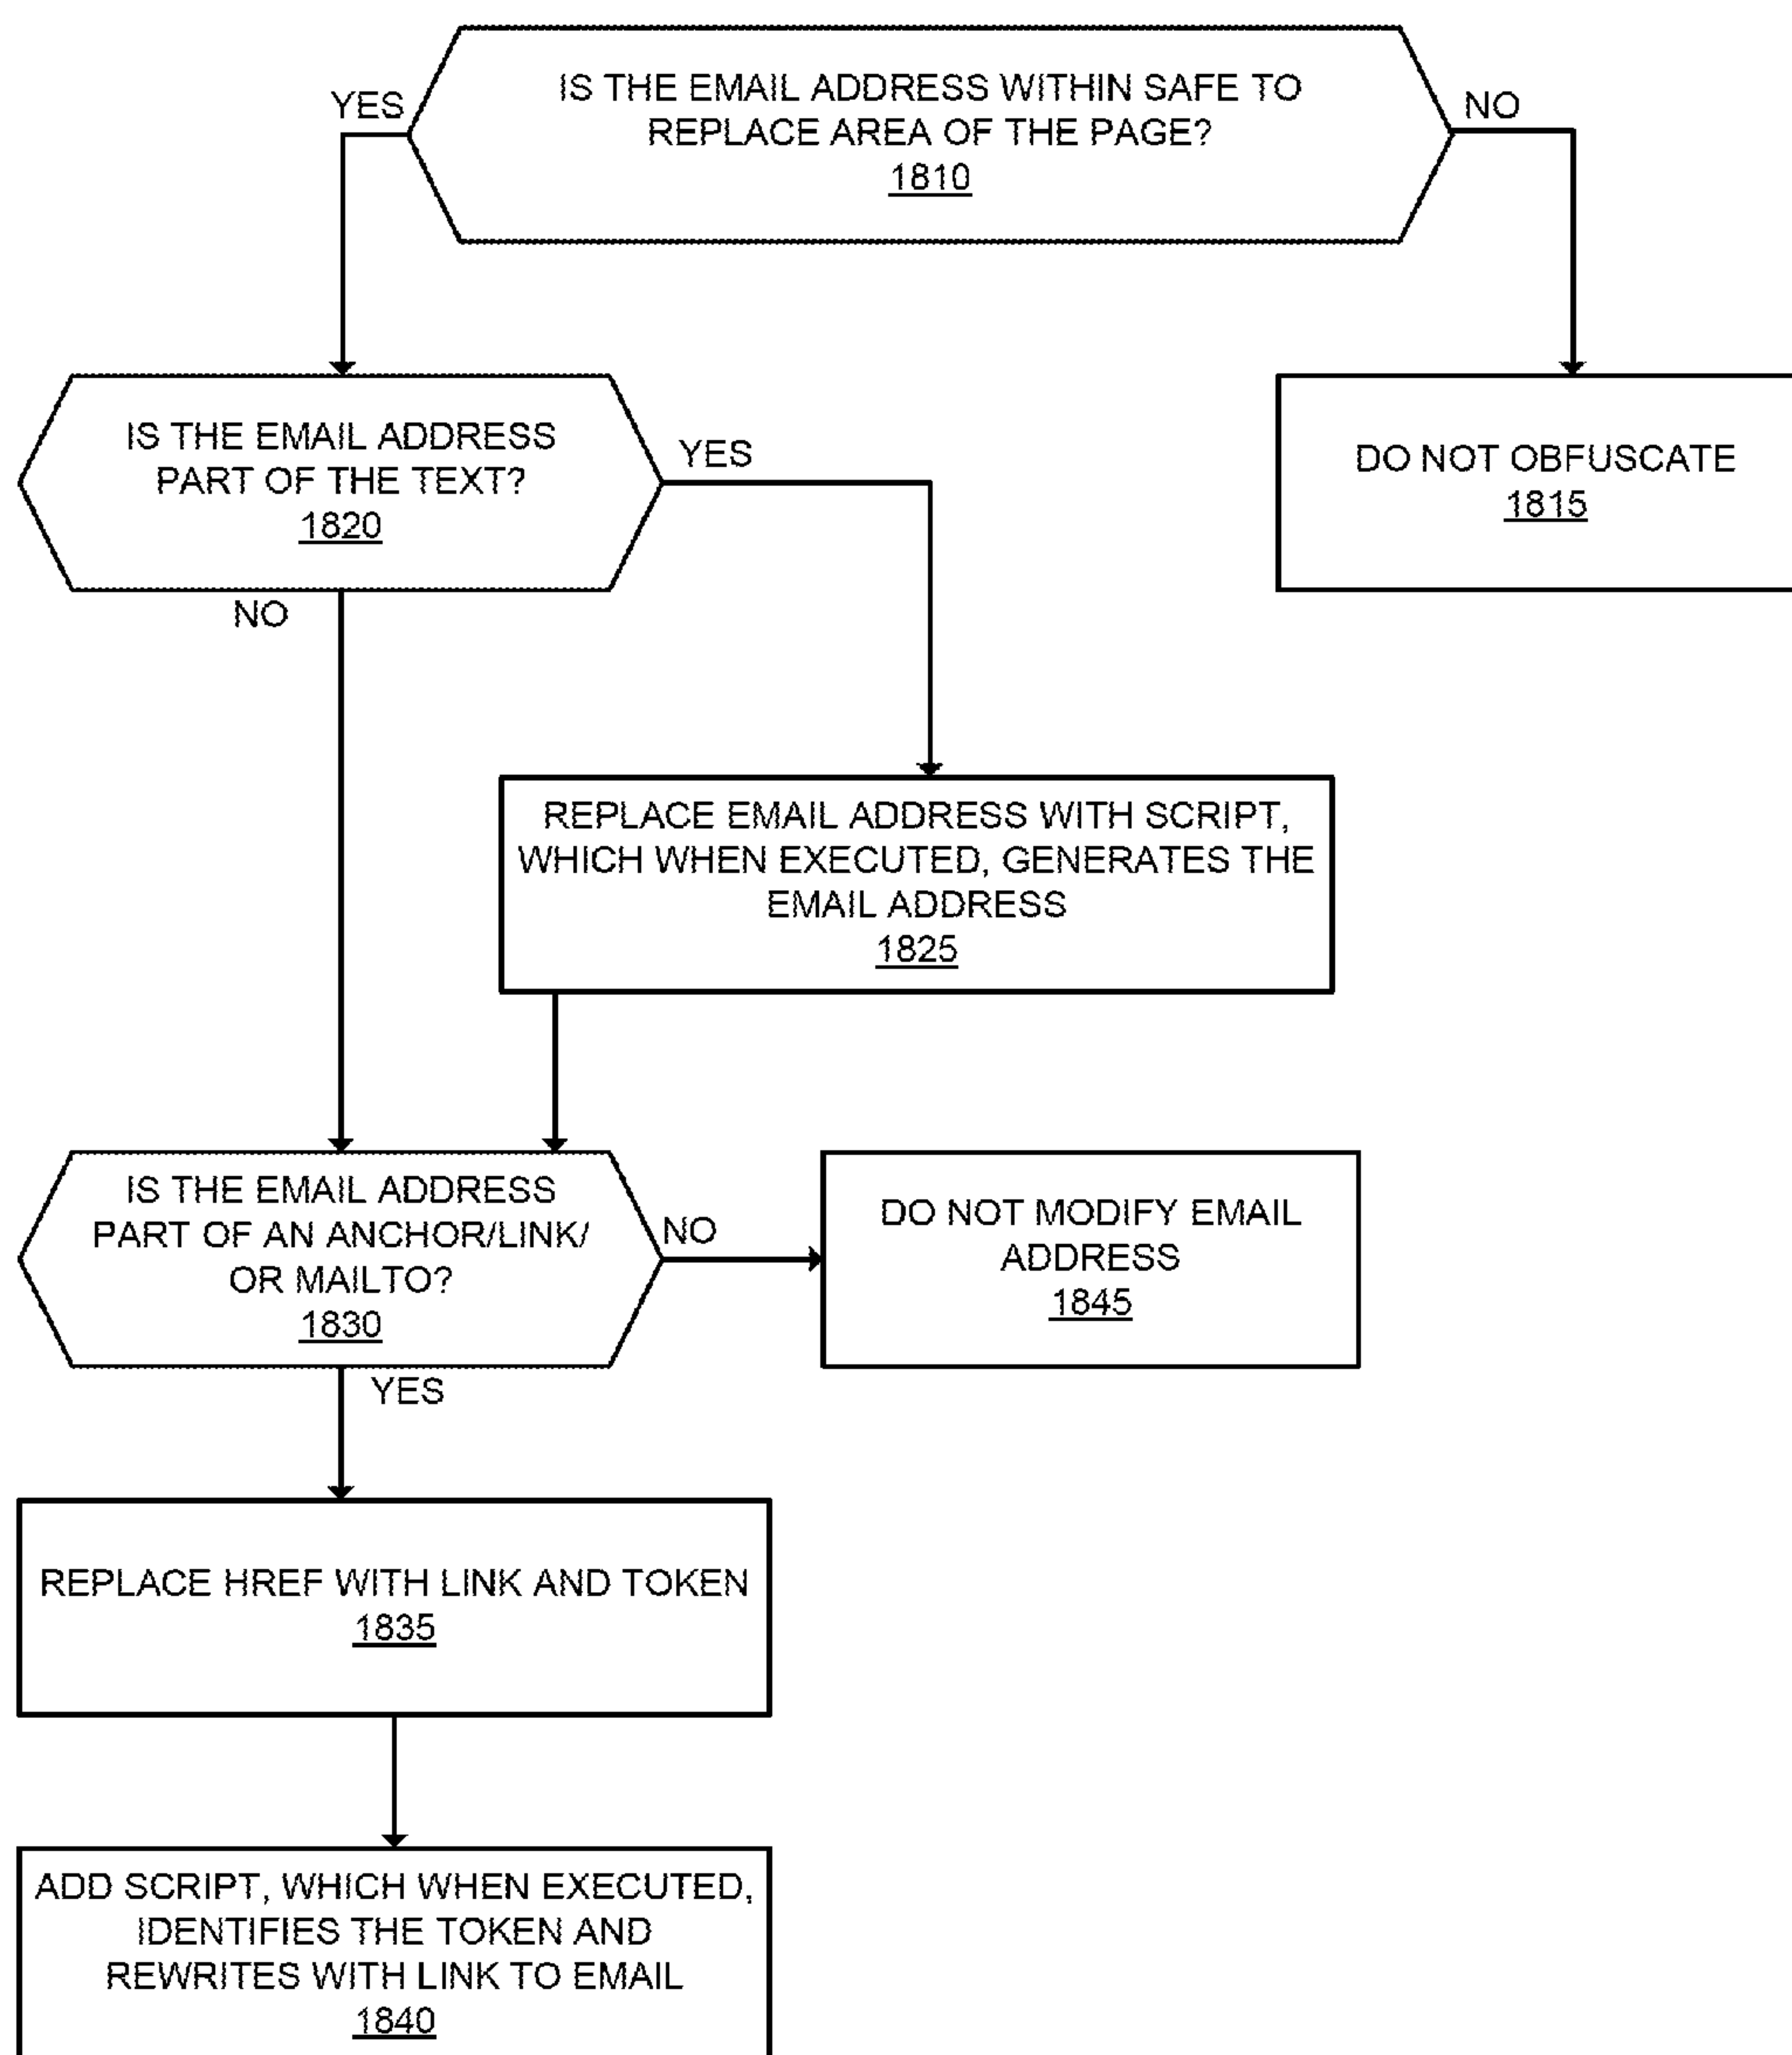 IS THE EMAIL ADDRESS WITHIN SAFE TO
REPLACE AREA OF THE PAGE?
1810
YES
NO
IS THE EMAIL ADDRESS
PART OF THE TEXT?
1820
YES
NO
DO NOT OBFUSCATE
1815
REPLACE EMAIL ADDRESS WITH SCRIPT,
WHICH WHEN EXECUTED, GENERATES THE
EMAIL ADDRESS
1825
IS THE EMAIL ADDRESS
PART OF AN ANCHOR/LINK/
OR MAILTO?
1830
NO
YES
DO NOT MODIFY EMAIL
ADDRESS
1845
REPLACE HREF WITH LINK AND TOKEN
1835
ADD SCRIPT, WHICH WHEN EXECUTED,
IDENTIFIES THE TOKEN AND
REWRITES WITH LINK TO EMAIL
1840